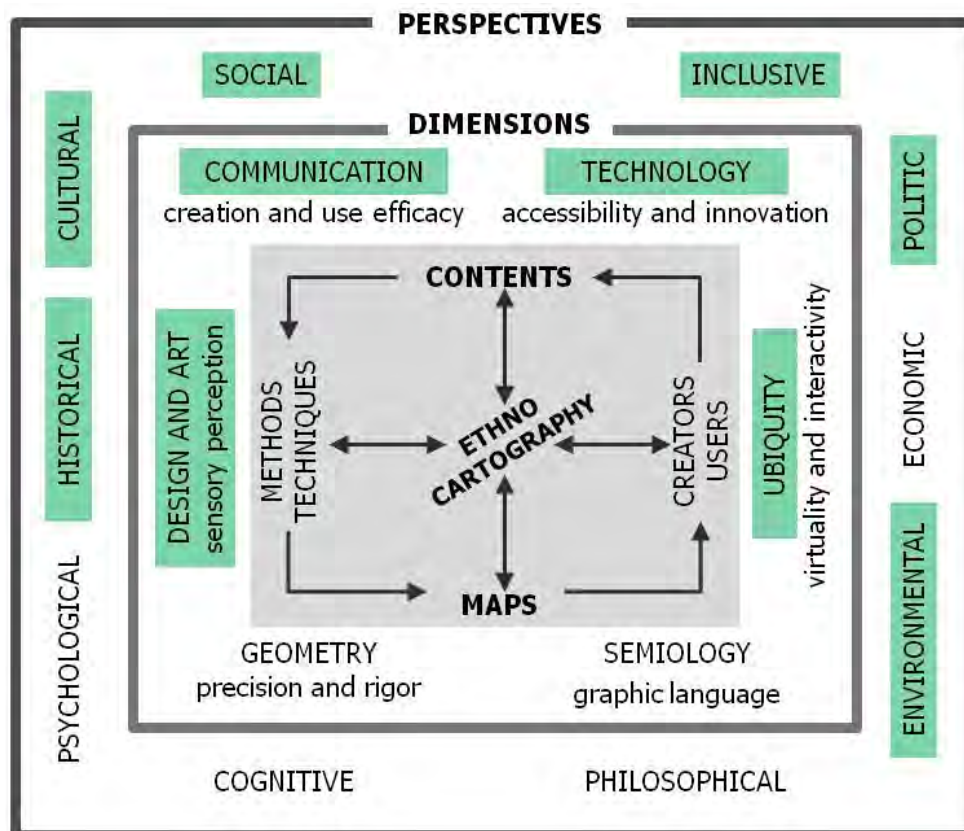 PERSPECTIVES
SOCIAL
INCLUSIVE
CULTURAL
HISTORICAL
PSYCHOLOGICAL
DIMENSIONS
COMMUNICATION
creation and use efficacy
TECHNOLOGY
accessibility and innovation
DESIGN AND ART
sensory perception
CONTENTS
METHODS
TECHNIQUES
ETHNO
CARTOGRAPHY
CREATORS
USERS
MAPS
UBIQUITY
virtuality and interactivity
GEOMETRY
precision and rigor
SEMIOLOGY
graphic language
POLITIC
ECONOMIC
ENVIRONMENTAL
COGNITIVE
PHILOSOPHICAL